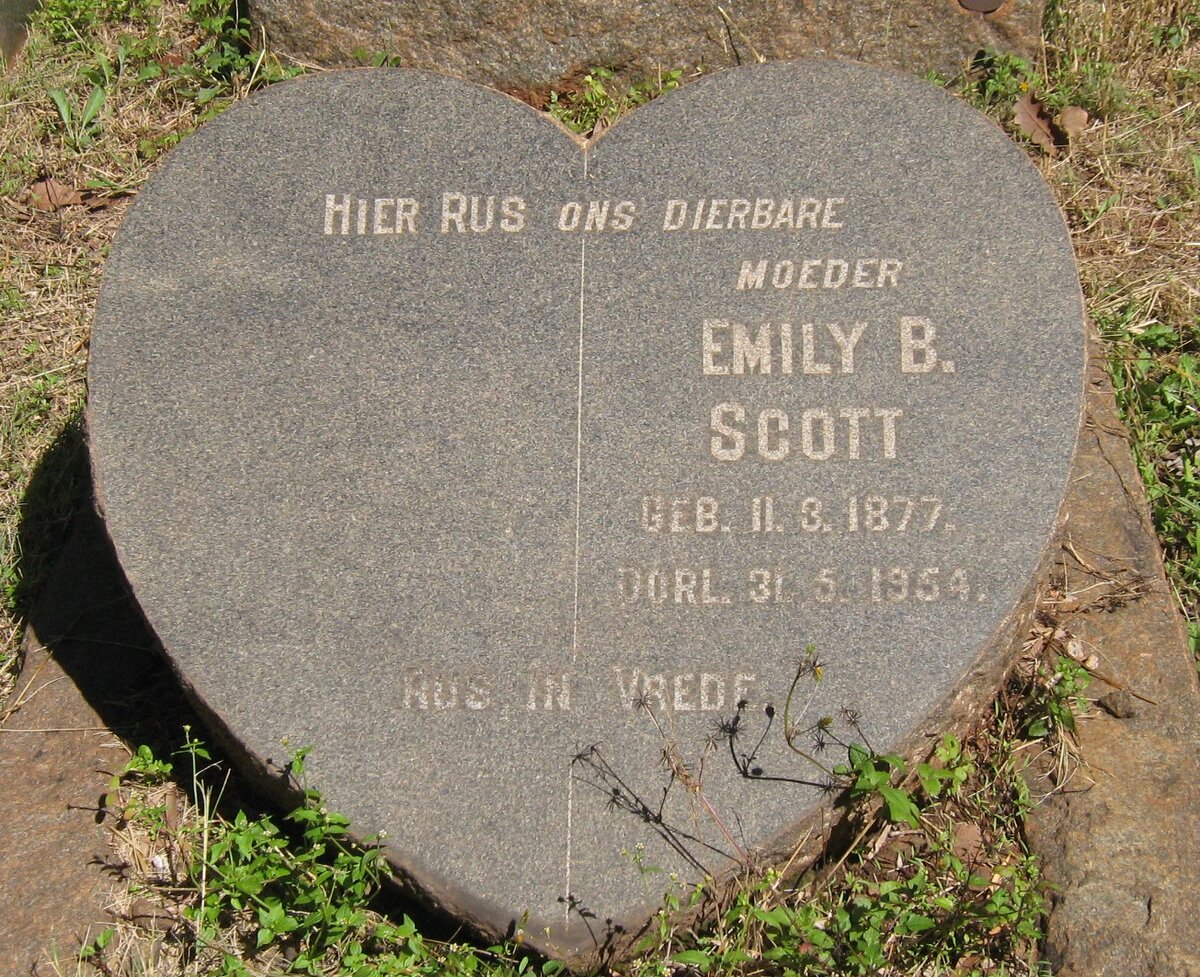 HIER RUS ONS DIERBARE
MOEDER
EMILY B.
SCOTT
GEB. 11. 3. 1877.
OORL. 31. 5. 1954.
RUS IN VREDE.